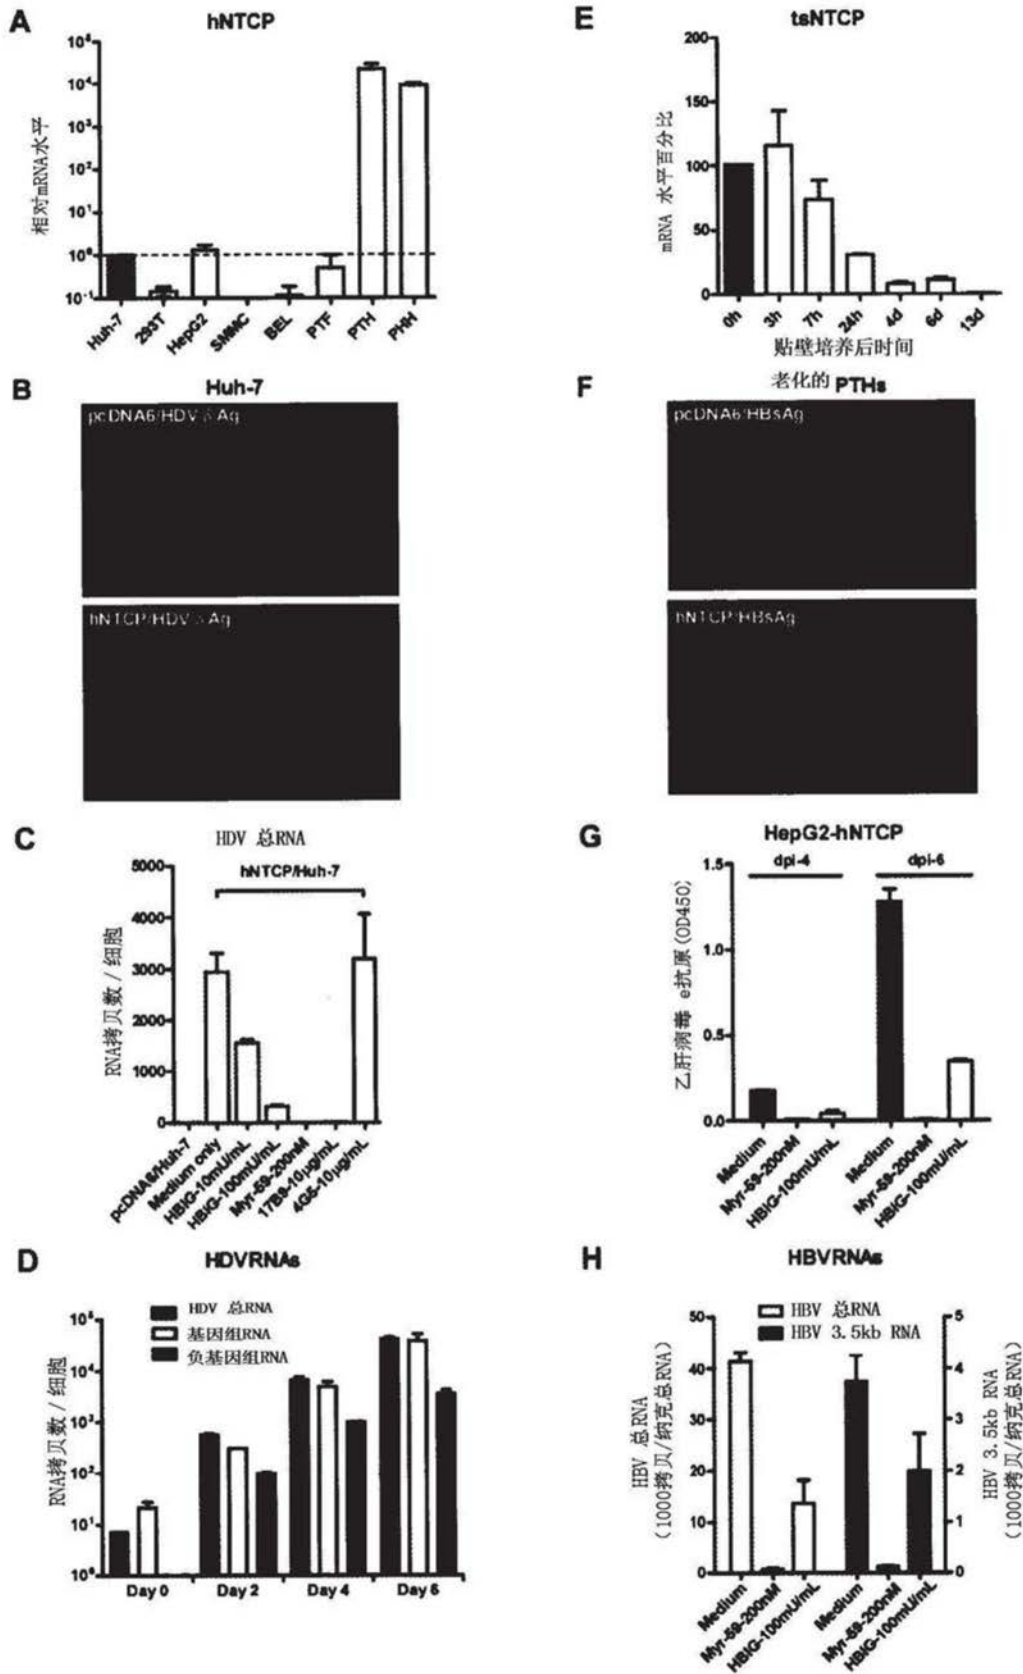 A
hNTCP
相对mRNA水平
10⁵
10⁴
10³
10²
10¹
10⁰
10⁻¹
Huh-7
293T
HepG2
SMMC
BEL
PTF
PTH
PHH
B
Huh-7
pcDNA6/HDV δ Ag
hNTCP/HDV δ Ag
C
HDV 总RNA
hNTCP/Huh-7
RNA拷贝数 / 细胞
5000
4000
3000
2000
1000
0
pcDNA6/Huh-7
Medium only
HBIG-10mU/mL
HBIG-100mU/mL
Myr-59-200nM
17B9-10μg/mL
4G5-10μg/mL
D
HDVRNAs
HDV 总RNA
基因组RNA
负基因组RNA
RNA拷贝数 / 细胞
10⁵
10⁴
10³
10²
10¹
10⁰
Day 0
Day 2
Day 4
Day 6
E
tsNTCP
mRNA 水平百分比
200
150
100
50
0
0h
3h
7h
24h
4d
6d
13d
贴壁培养后时间
F
老化的 PTHs
pcDNA6/HBsAg
hNTCP/HBsAg
G
HepG2-hNTCP
dpi-4
dpi-6
乙肝病毒 e抗原(OD450)
1.5
1.0
0.5
0.0
Medium
Myr-59-200nM
HBIG-100mU/mL
Medium
Myr-59-200nM
HBIG-100mU/mL
H
HBVRNAs
HBV 总RNA
HBV 3.5kb RNA
HBV 总RNA
(1000拷贝/纳克总RNA)
50
40
30
20
10
0
5
4
3
2
1
0
HBV 3.5kb RNA
(1000拷贝/纳克总RNA)
Medium
Myr-59-200nM
HBIG-100mU/mL
Medium
Myr-59-200nM
HBIG-100mU/mL